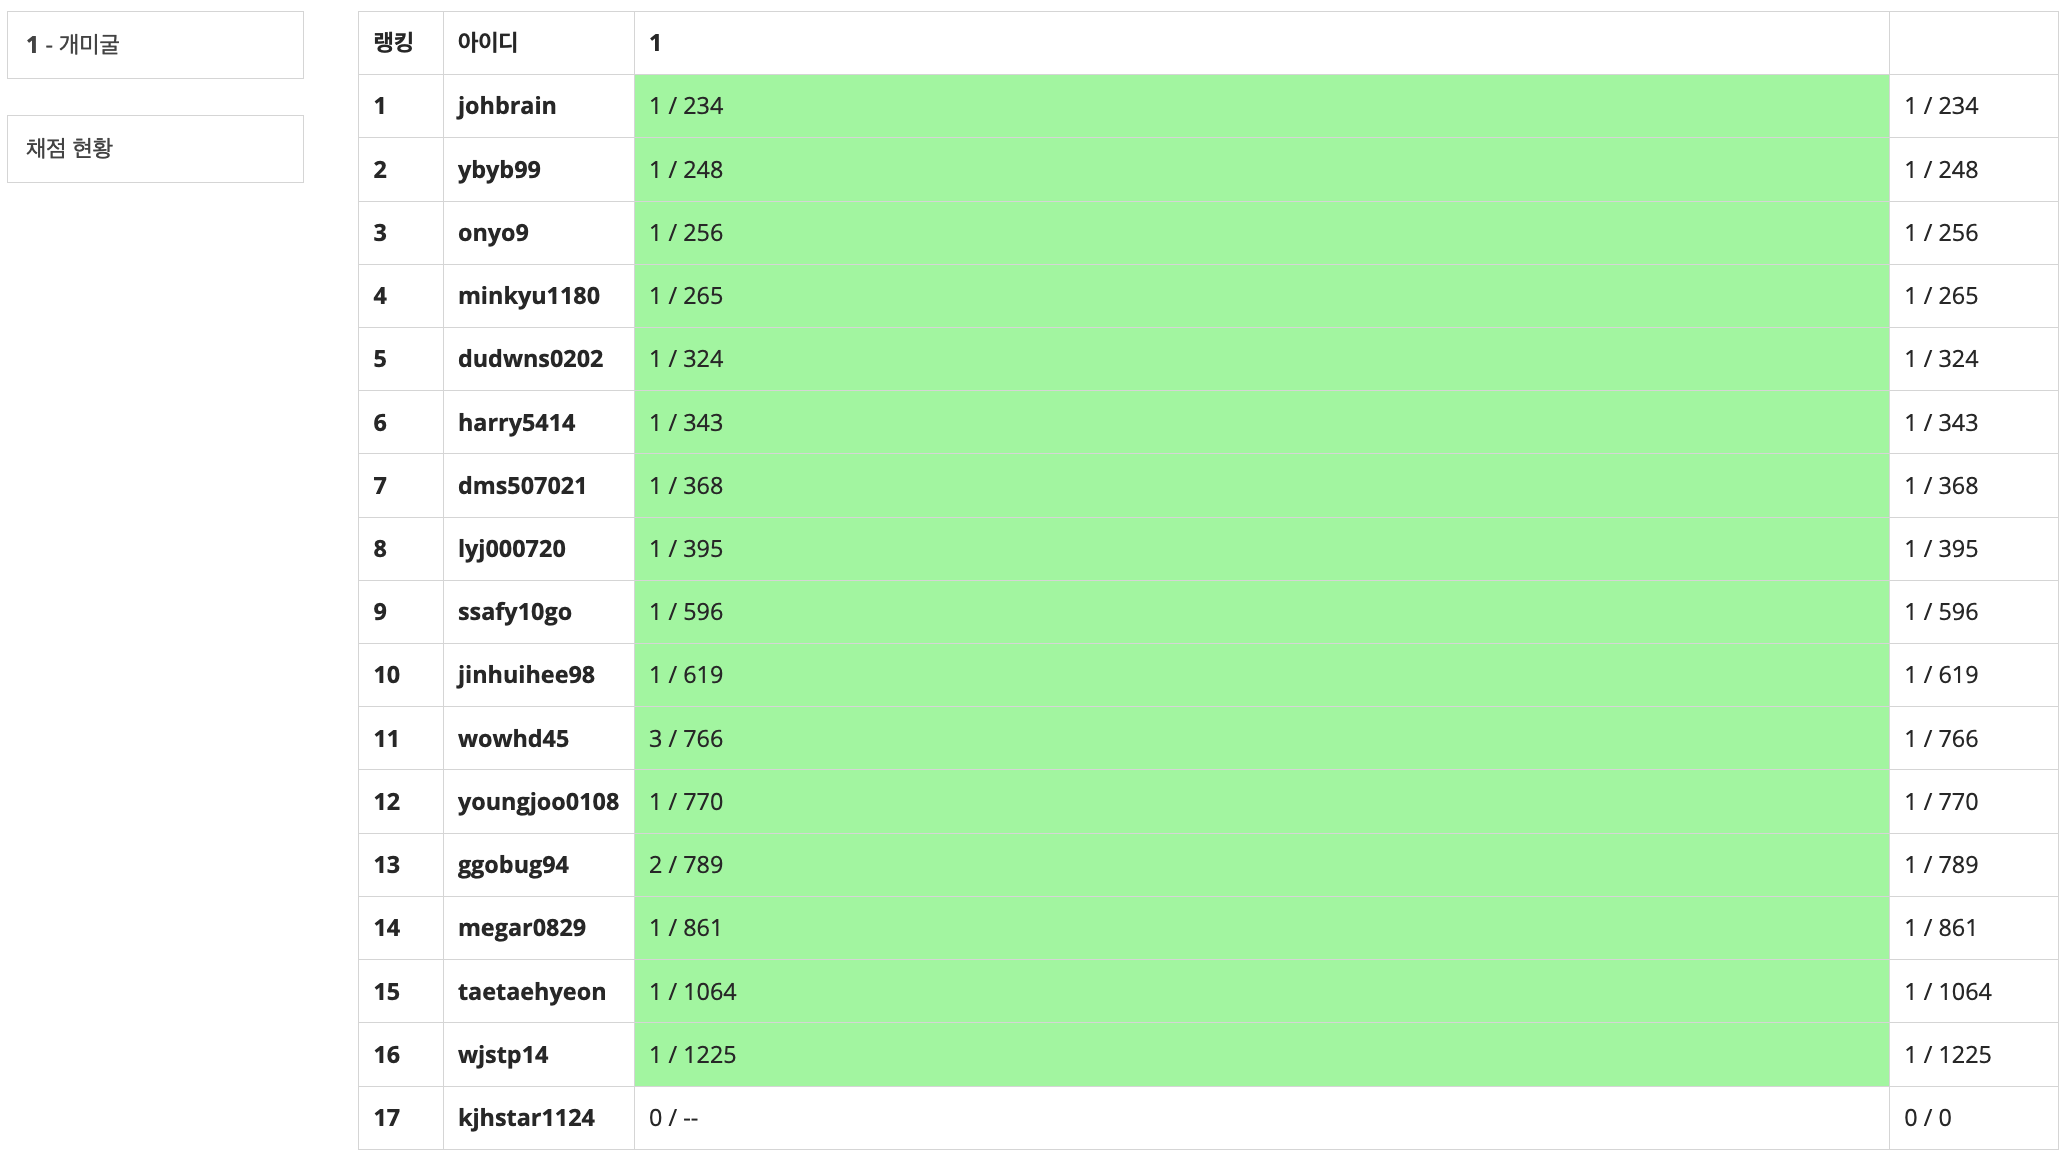 1 - 개미굴
채점 현황
랭킹 아이디 1
1 johbrain 1 / 234 1 / 234
2 ybyb99 1 / 248 1 / 248
3 onyo9 1 / 256 1 / 256
4 minkyu1180 1 / 265 1 / 265
5 dudwns0202 1 / 324 1 / 324
6 harry5414 1 / 343 1 / 343
7 dms507021 1 / 368 1 / 368
8 lyj000720 1 / 395 1 / 395
9 ssafy10go 1 / 596 1 / 596
10 jinhuihee98 1 / 619 1 / 619
11 wowhd45 3 / 766 1 / 766
12 youngjoo0108 1 / 770 1 / 770
13 ggobug94 2 / 789 1 / 789
14 megar0829 1 / 861 1 / 861
15 taetaehyeon 1 / 1064 1 / 1064
16 wjstp14 1 / 1225 1 / 1225
17 kjhstar1124 0 / -- 0 / 0